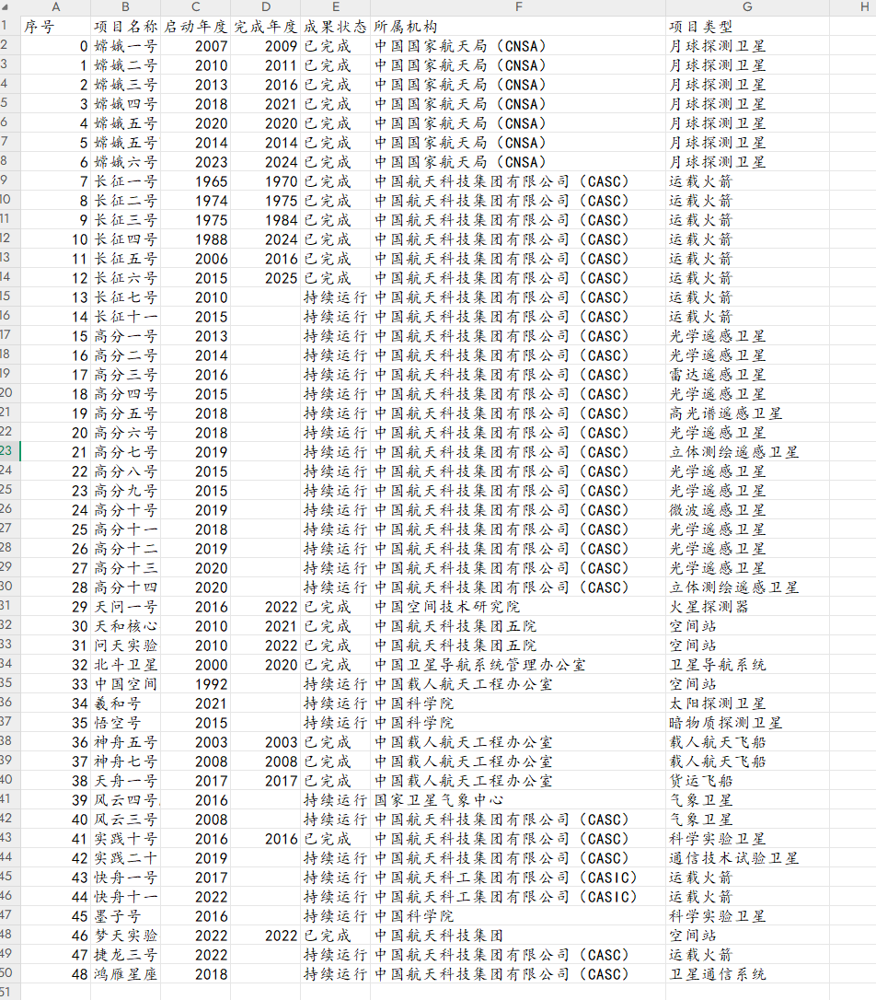 A B C D E F G H
1 序号 项目名称 启动年度 完成年度 成果状态 所属机构 项目类型
2 0 嫦娥一号 2007 2009 已完成 中国国家航天局（CNSA） 月球探测卫星
3 1 嫦娥二号 2010 2011 已完成 中国国家航天局（CNSA） 月球探测卫星
4 2 嫦娥三号 2013 2016 已完成 中国国家航天局（CNSA） 月球探测卫星
5 3 嫦娥四号 2018 2021 已完成 中国国家航天局（CNSA） 月球探测卫星
6 4 嫦娥五号 2020 2020 已完成 中国国家航天局（CNSA） 月球探测卫星
7 5 嫦娥五号 2014 2014 已完成 中国国家航天局（CNSA） 月球探测卫星
8 6 嫦娥六号 2023 2024 已完成 中国国家航天局（CNSA） 月球探测卫星
9 7 长征一号 1965 1970 已完成 中国航天科技集团有限公司（CASC） 运载火箭
10 8 长征二号 1974 1975 已完成 中国航天科技集团有限公司（CASC） 运载火箭
11 9 长征三号 1975 1984 已完成 中国航天科技集团有限公司（CASC） 运载火箭
12 10 长征四号 1988 2024 已完成 中国航天科技集团有限公司（CASC） 运载火箭
13 11 长征五号 2006 2016 已完成 中国航天科技集团有限公司（CASC） 运载火箭
14 12 长征六号 2015 2025 已完成 中国航天科技集团有限公司（CASC） 运载火箭
15 13 长征七号 2010 持续运行 中国航天科技集团有限公司（CASC） 运载火箭
16 14 长征十一 2015 持续运行 中国航天科技集团有限公司（CASC） 运载火箭
17 15 高分一号 2013 持续运行 中国航天科技集团有限公司（CASC） 光学遥感卫星
18 16 高分二号 2014 持续运行 中国航天科技集团有限公司（CASC） 光学遥感卫星
19 17 高分三号 2016 持续运行 中国航天科技集团有限公司（CASC） 雷达遥感卫星
20 18 高分四号 2015 持续运行 中国航天科技集团有限公司（CASC） 光学遥感卫星
21 19 高分五号 2018 持续运行 中国航天科技集团有限公司（CASC） 高光谱遥感卫星
22 20 高分六号 2018 持续运行 中国航天科技集团有限公司（CASC） 光学遥感卫星
23 21 高分七号 2019 持续运行 中国航天科技集团有限公司（CASC） 立体测绘遥感卫星
24 22 高分八号 2015 持续运行 中国航天科技集团有限公司（CASC） 光学遥感卫星
25 23 高分九号 2015 持续运行 中国航天科技集团有限公司（CASC） 光学遥感卫星
26 24 高分十号 2019 持续运行 中国航天科技集团有限公司（CASC） 微波遥感卫星
27 25 高分十一 2018 持续运行 中国航天科技集团有限公司（CASC） 光学遥感卫星
28 26 高分十二 2019 持续运行 中国航天科技集团有限公司（CASC） 光学遥感卫星
29 27 高分十三 2020 持续运行 中国航天科技集团有限公司（CASC） 光学遥感卫星
30 28 高分十四 2020 持续运行 中国航天科技集团有限公司（CASC） 立体测绘遥感卫星
31 29 天问一号 2016 2022 已完成 中国空间技术研究院 火星探测器
32 30 天和核心 2010 2021 已完成 中国航天科技集团五院 空间站
33 31 问天实验 2010 2022 已完成 中国航天科技集团五院 空间站
34 32 北斗卫星 2000 2020 已完成 中国卫星导航系统管理办公室 卫星导航系统
35 33 中国空间 1992 持续运行 中国载人航天工程办公室 空间站
36 34 羲和号 2021 持续运行 中国科学院 太阳探测卫星
37 35 悟空号 2015 持续运行 中国科学院 暗物质探测卫星
38 36 神舟五号 2003 2003 已完成 中国载人航天工程办公室 载人航天飞船
39 37 神舟七号 2008 2008 已完成 中国载人航天工程办公室 载人航天飞船
40 38 天舟一号 2017 2017 已完成 中国载人航天工程办公室 货运飞船
41 39 风云四号 2016 持续运行 国家卫星气象中心 气象卫星
42 40 风云三号 2008 持续运行 中国航天科技集团有限公司（CASC） 气象卫星
43 41 实践十号 2016 2016 已完成 中国航天科技集团有限公司（CASC） 科学实验卫星
44 42 实践二十 2019 持续运行 中国航天科技集团有限公司（CASC） 通信技术试验卫星
45 43 快舟一号 2017 持续运行 中国航天科工集团有限公司（CASIC） 运载火箭
46 44 快舟十一 2022 持续运行 中国航天科工集团有限公司（CASIC） 运载火箭
47 45 墨子号 2016 持续运行 中国科学院 科学实验卫星
48 46 梦天实验 2022 2022 已完成 中国航天科技集团 空间站
49 47 捷龙三号 2022 持续运行 中国航天科技集团有限公司（CASC） 运载火箭
50 48 鸿雁星座 2018 持续运行 中国航天科技集团有限公司（CASC） 卫星通信系统
51